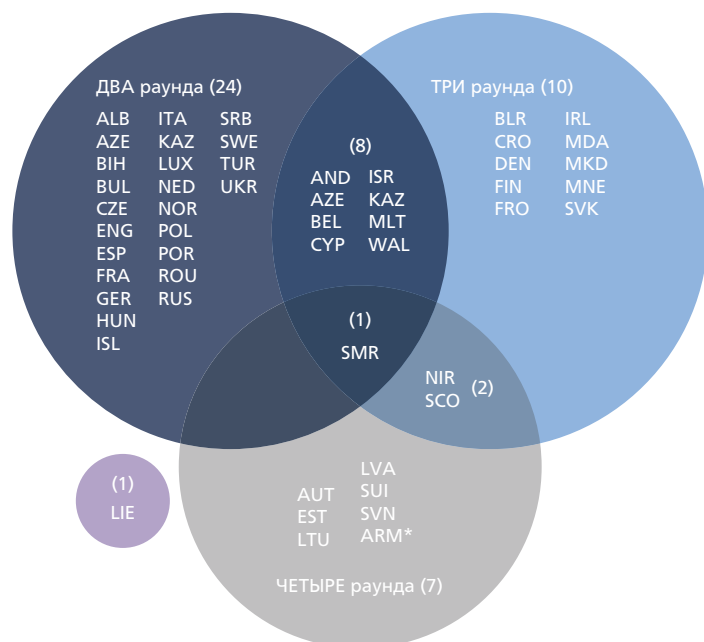 ДВА раунда (24)
ALB ITA SRB
AZE KAZ SWE
BIH LUX TUR
BUL NED UKR
CZE NOR
ENG POL
ESP POR
FRA ROU
GER RUS
HUN
ISL
(8)
AND ISR
AZE KAZ
BEL MLT
CYP WAL
ТРИ раунда (10)
BLR IRL
CRO MDA
DEN MKD
FIN MNE
FRO SVK
(1)
SMR
NIR
SCO (2)
(1)
LIE
LVA
AUT SUI
EST SVN
LTU ARM*
ЧЕТЫРЕ раунда (7)